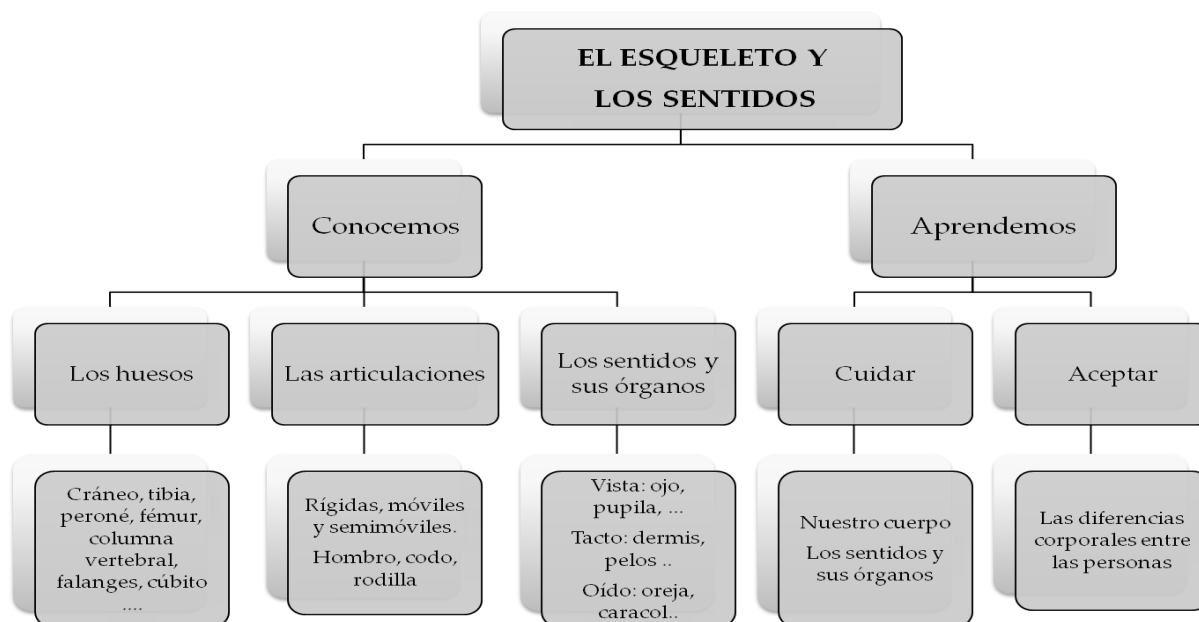 EL ESQUELETO Y
LOS SENTIDOS
Conocemos
Aprendemos
Los huesos
Las articulaciones
Los sentidos y
sus órganos
Cuidar
Aceptar
Cráneo, tibia,
peroné, fémur,
columna
vertebral,
falanges, cúbito
....
Rígidas, móviles
y semimóviles.
Hombro, codo,
rodilla
Vista: ojo,
pupila, ...
Tacto: dermis,
pelos ..
Oído: oreja,
caracol..
Nuestro cuerpo
Los sentidos y
sus órganos
Las diferencias
corporales entre
las personas